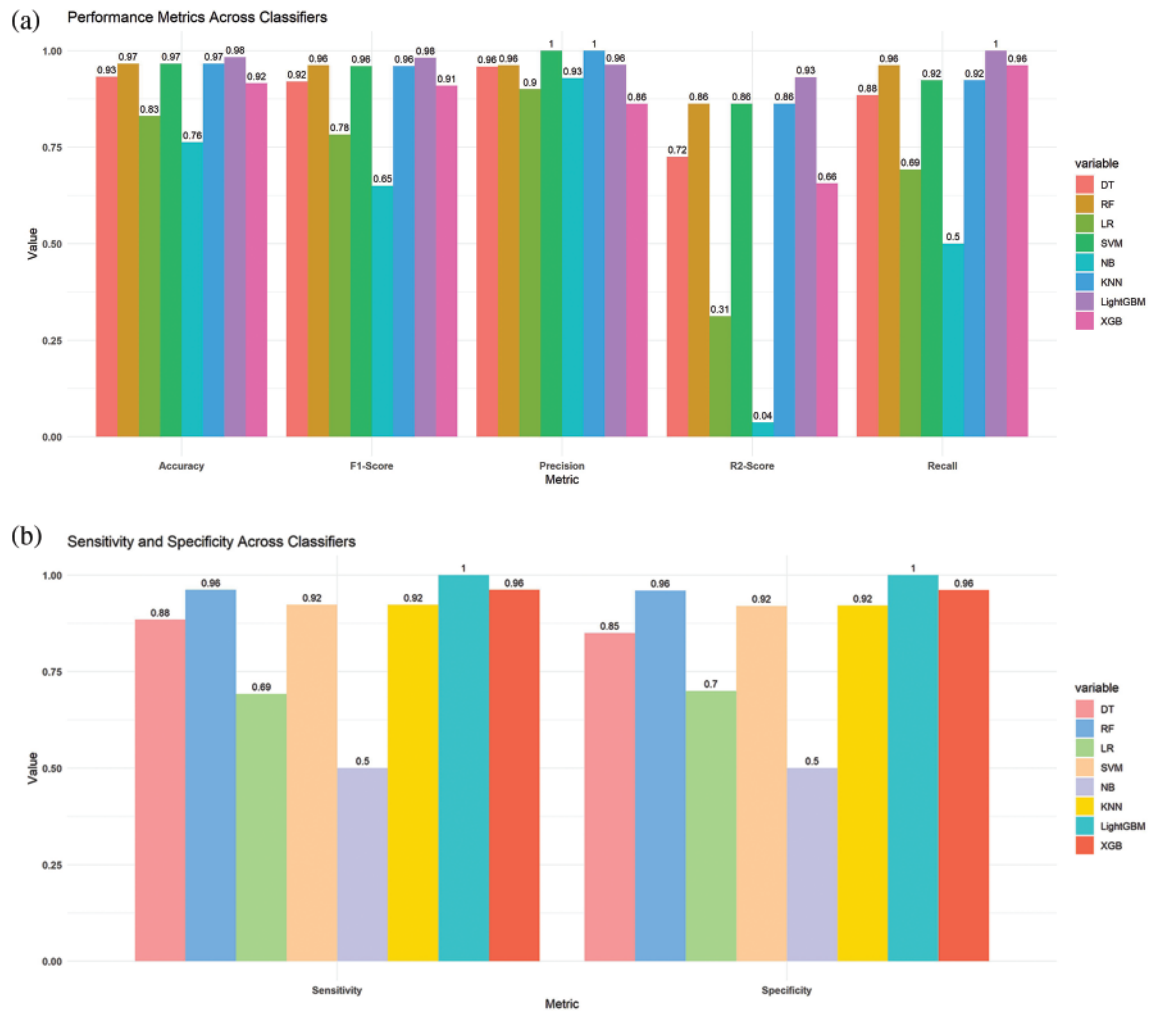 (a)
Performance Metrics Across Classifiers
1.00
0.75
0.50
0.25
0.00
Value
0.93 0.97 0.83 0.97 0.76 0.97 0.98 0.92
0.92 0.96 0.78 0.96 0.65 0.96 0.98 0.91
0.96 0.96 0.9 1 0.93 1 0.96 0.86
0.72 0.86 0.31 0.86 0.04 0.86 0.93 0.66
0.88 0.96 0.69 0.92 0.5 0.92 1 0.96
Accuracy F1-Score Precision R2-Score Recall
Metric
variable
DT
RF
LR
SVM
NB
KNN
LightGBM
XGB
(b)
Sensitivity and Specificity Across Classifiers
1.00
0.75
0.50
0.25
0.00
Value
0.88 0.96 0.69 0.92 0.5 0.92 1 0.96
0.85 0.96 0.7 0.92 0.5 0.92 1 0.96
Sensitivity Specificity
Metric
variable
DT
RF
LR
SVM
NB
KNN
LightGBM
XGB